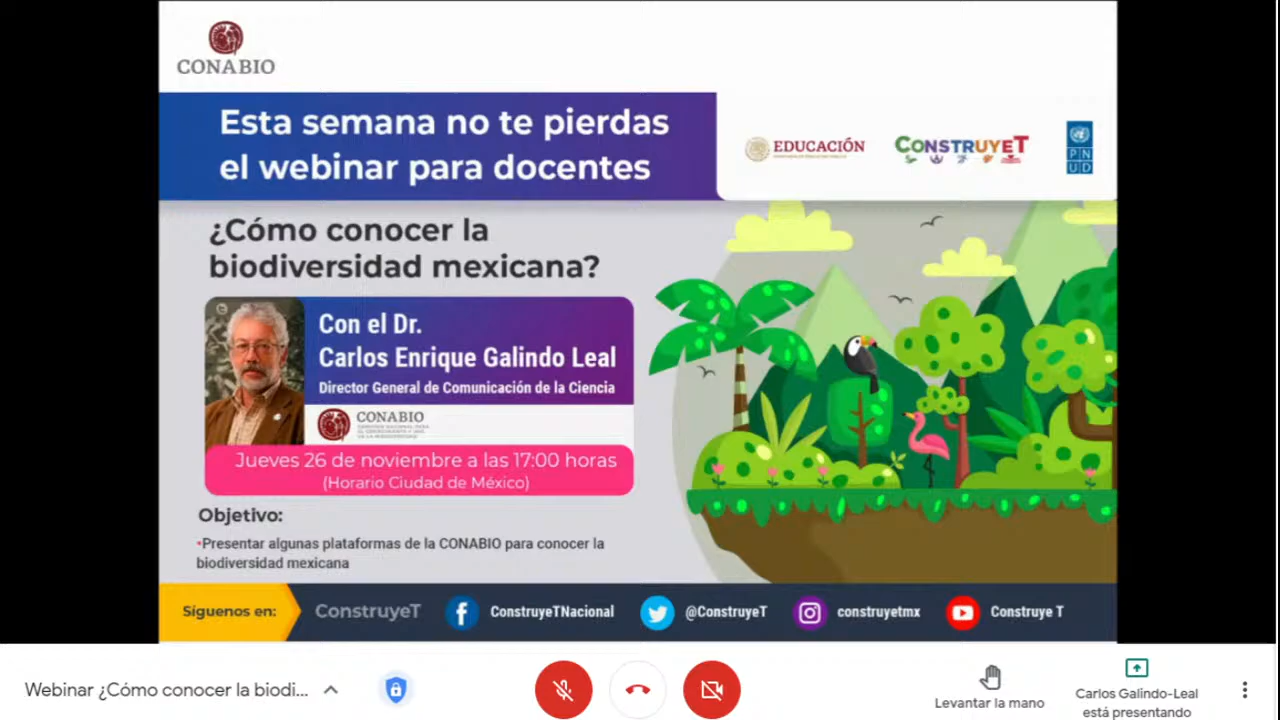 CONABIO
Esta semana no te pierdas
el webinar para docentes
EDUCACIÓN
CONSTRUYET
PN
UD
¿Cómo conocer la
biodiversidad mexicana?
Con el Dr.
Carlos Enrique Galindo Leal
Director General de Comunicación de la Ciencia
CONABIO
Jueves 26 de noviembre a las 17:00 horas
(Horario Ciudad de México)
Objetivo:
•Presentar algunas plataformas de la CONABIO para conocer la
biodiversidad mexicana
Síguenos en:
ConstruyeT
ConstruyeTNacional
@ConstruyeT
construyetmx
Construye T
Webinar ¿Cómo conocer la biodi...
Levantar la mano
Carlos Galindo-Leal
está presentando